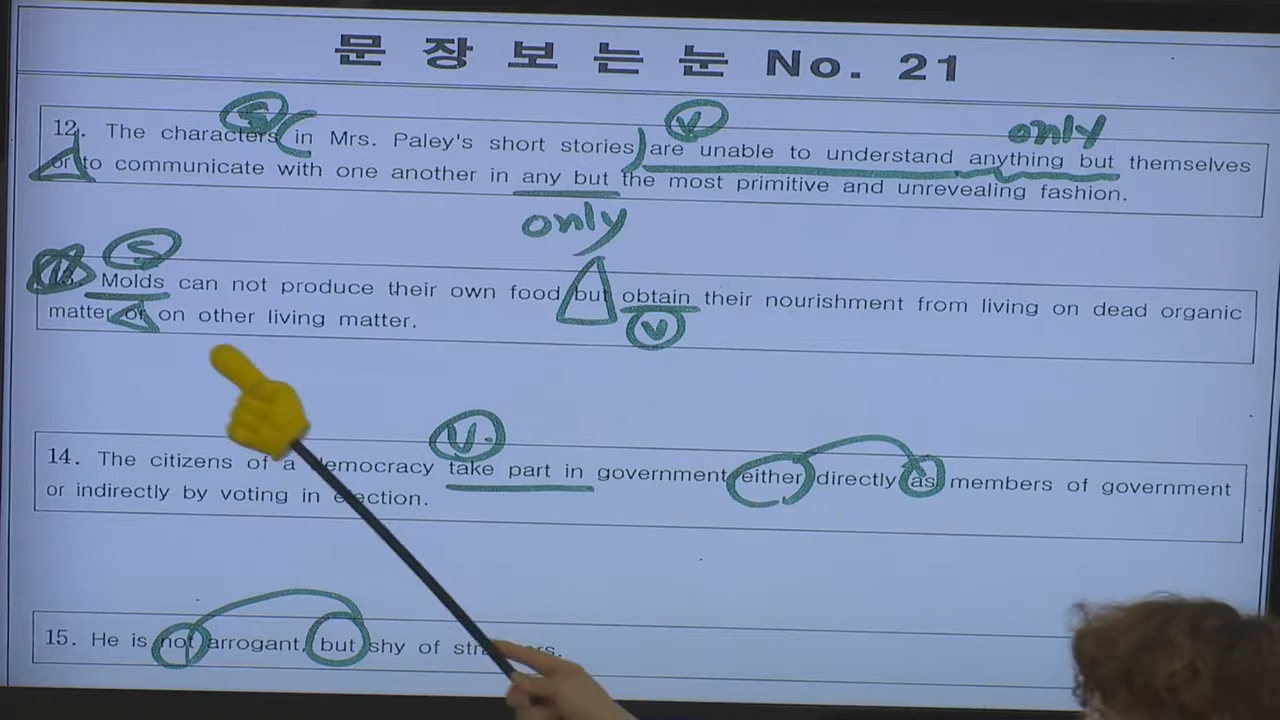 문 장 보 는 눈 No. 21
S V only
12. The characters in Mrs. Paley's short stories are unable to understand anything but themselves
or to communicate with one another in any but the most primitive and unrevealing fashion.
only
S
13. Molds can not produce their own food but obtain their nourishment from living on dead organic
matter or on other living matter.
V
V.
14. The citizens of a democracy take part in government either directly as members of government
or indirectly by voting in election.
15. He is not arrogant, but shy of strangers.